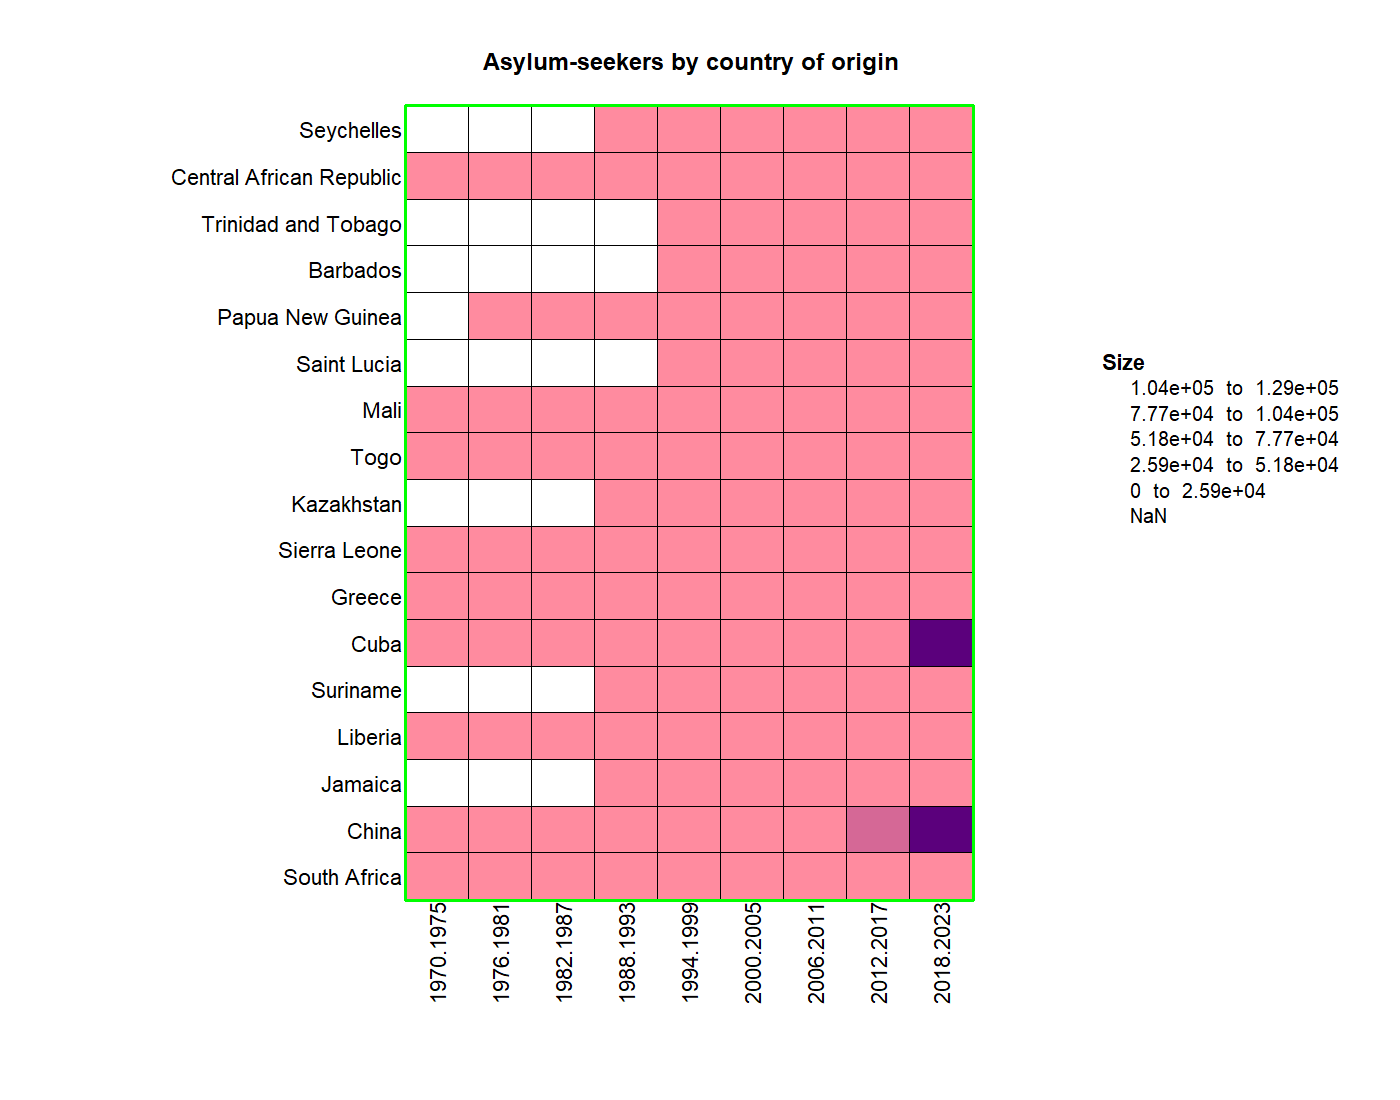 Asylum-seekers by country of origin
Seychelles
Central African Republic
Trinidad and Tobago
Barbados
Papua New Guinea
Saint Lucia
Mali
Togo
Kazakhstan
Sierra Leone
Greece
Cuba
Suriname
Liberia
Jamaica
China
South Africa
1970.1975
1976.1981
1982.1987
1988.1993
1994.1999
2000.2005
2006.2011
2012.2017
2018.2023
Size
1.04e+05 to 1.29e+05
7.77e+04 to 1.04e+05
5.18e+04 to 7.77e+04
2.59e+04 to 5.18e+04
0 to 2.59e+04
NaN